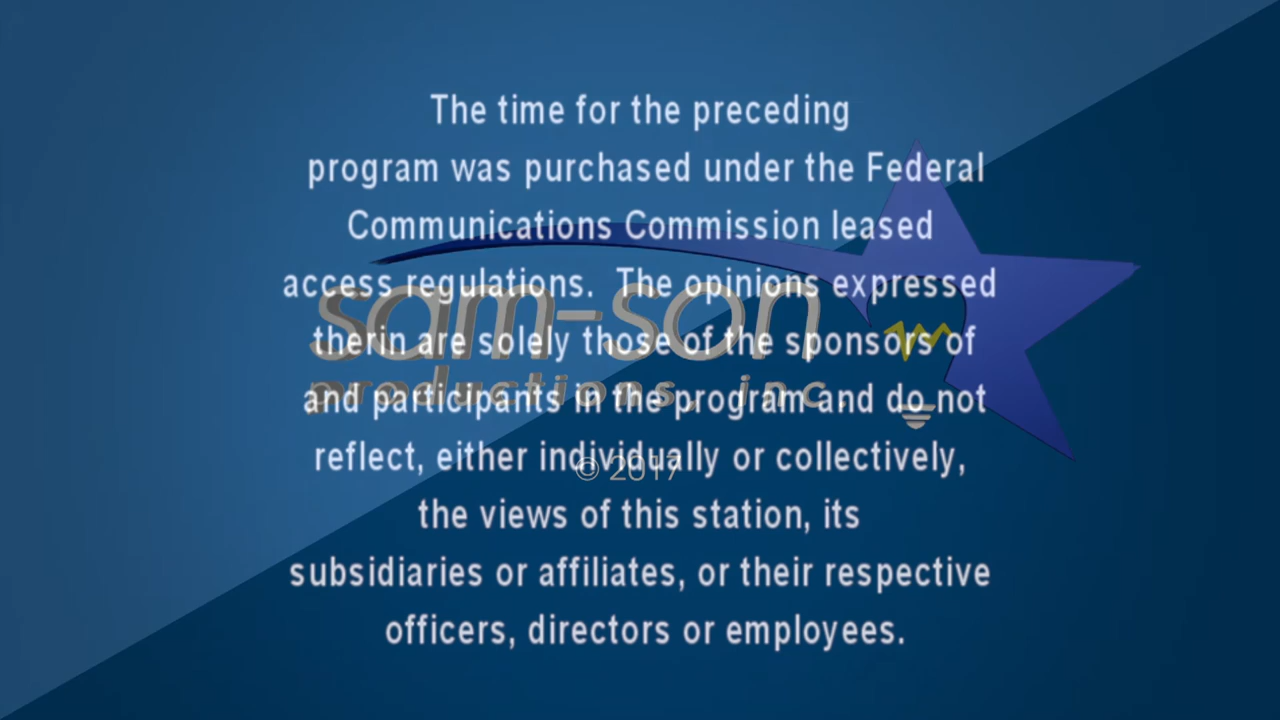 The time for the preceding
program was purchased under the Federal
Communications Commission leased
access regulations.  The opinions expressed
sam-son
therin are solely those of the sponsors of
productions, inc.
and participants in the program and do not
reflect, either individually or collectively,
© 2017
the views of this station, its
subsidiaries or affiliates, or their respective
officers, directors or employees.